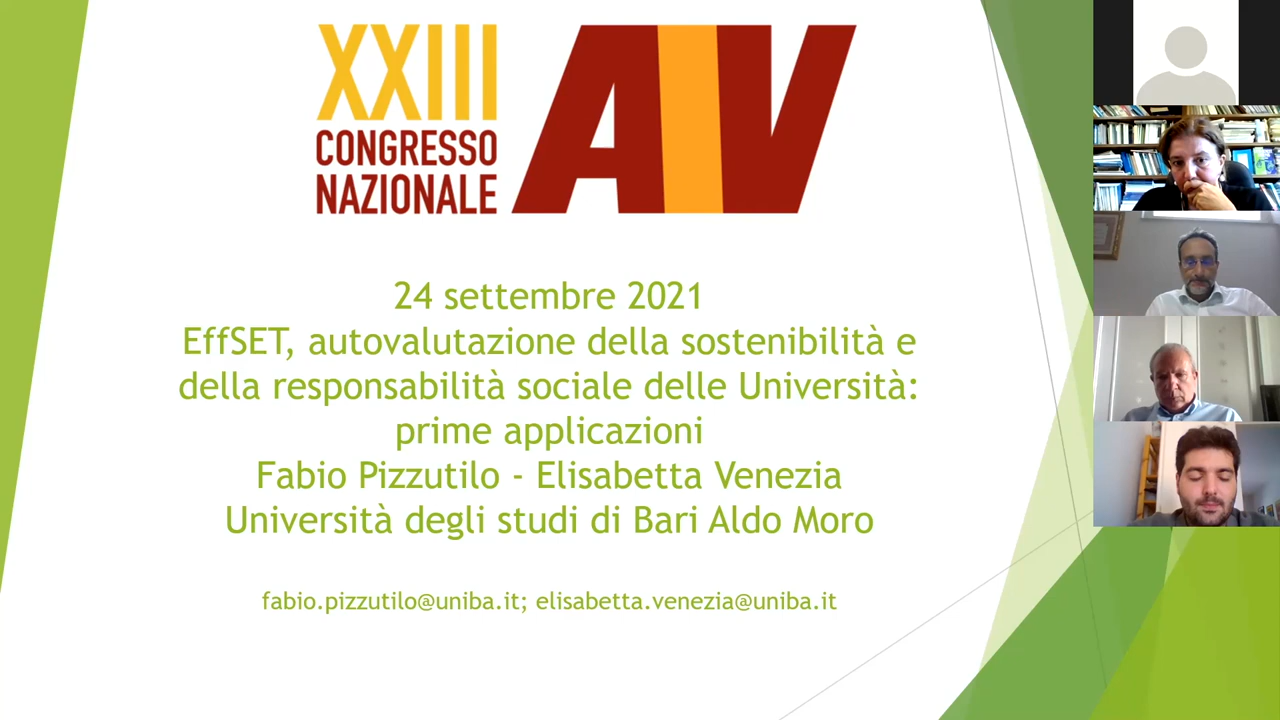 XXIII
CONGRESSO
NAZIONALE
AIV
24 settembre 2021
EffSET, autovalutazione della sostenibilità e
della responsabilità sociale delle Università:
prime applicazioni
Fabio Pizzutilo - Elisabetta Venezia
Università degli studi di Bari Aldo Moro
fabio.pizzutilo@uniba.it; elisabetta.venezia@uniba.it